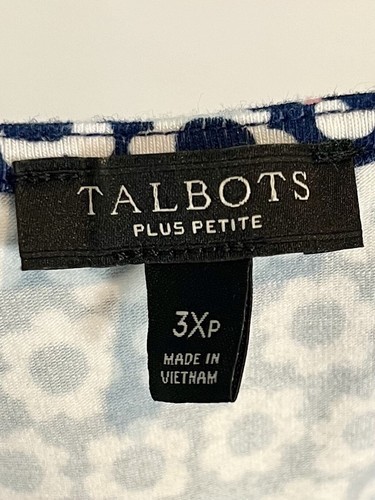 TALBOTS
PLUS PETITE
3Xp
MADE IN
VIETNAM